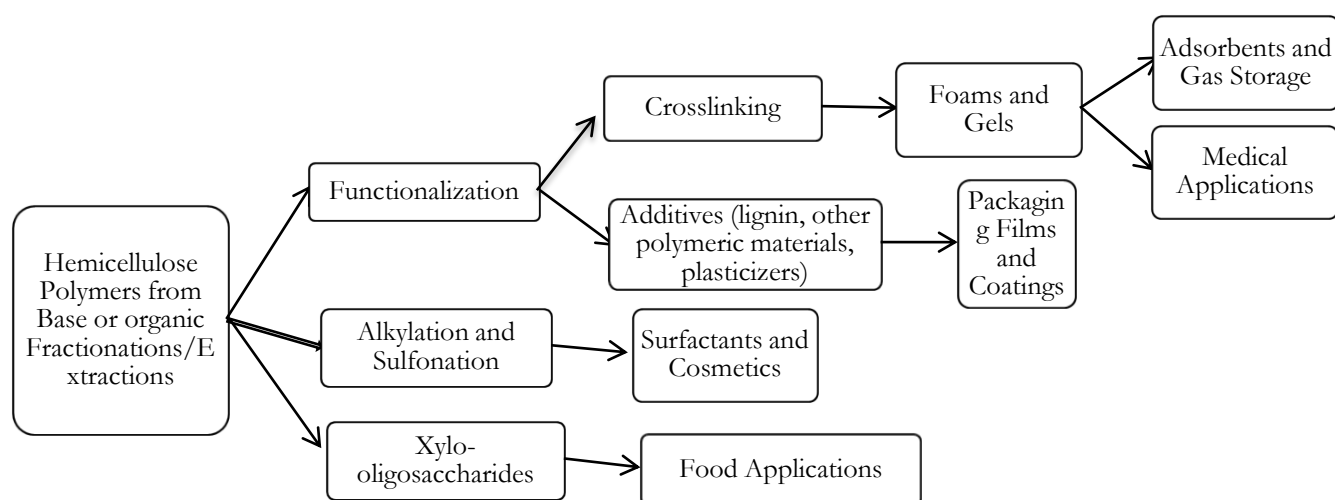 Hemicellulose
Polymers from
Base or organic
Fractionations/E
xtractions
Functionalization
Crosslinking
Foams and
Gels
Adsorbents and
Gas Storage
Medical
Applications
Additives (lignin, other
polymeric materials,
plasticizers)
Packagin
g Films
and
Coatings
Alkylation and
Sulfonation
Surfactants and
Cosmetics
Xylo-
oligosaccharides
Food Applications